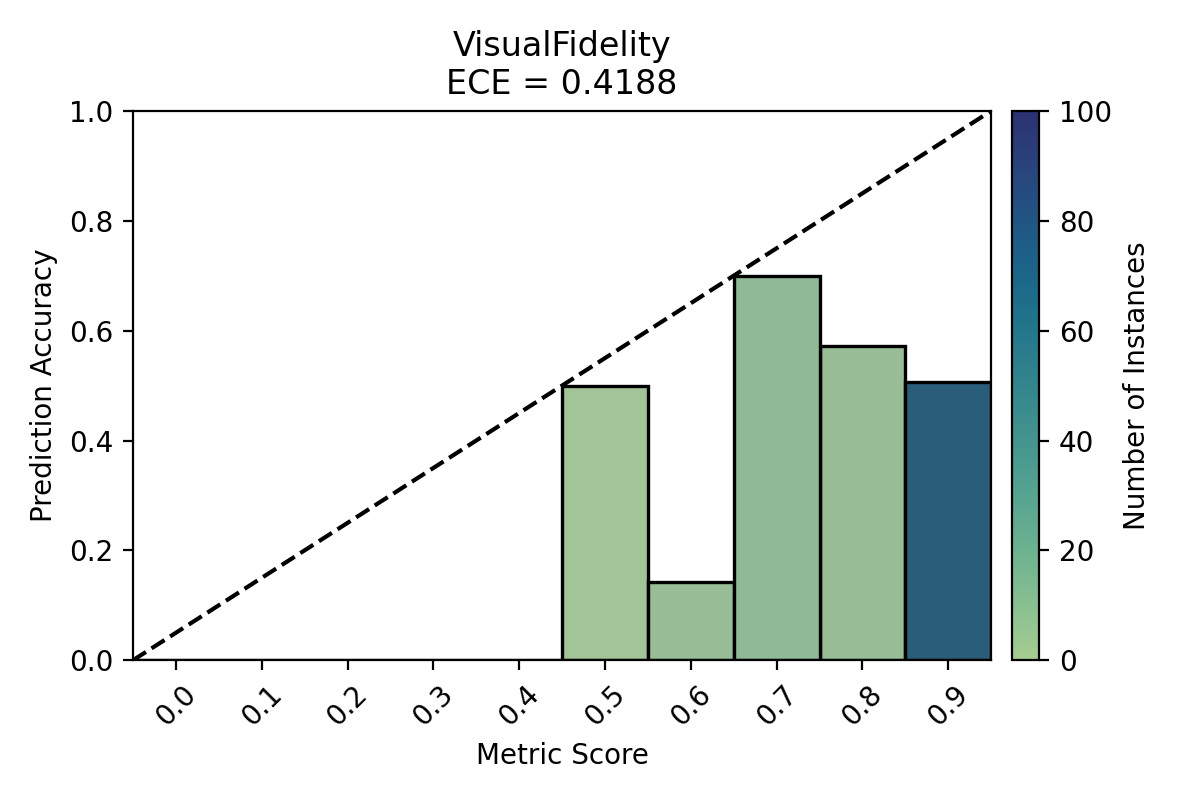 VisualFidelity
ECE = 0.4188
Prediction Accuracy
1.0
0.8
0.6
0.4
0.2
0.0
0.0 0.1 0.2 0.3 0.4 0.5 0.6 0.7 0.8 0.9
Metric Score
100
80
60
40
20
0
Number of Instances